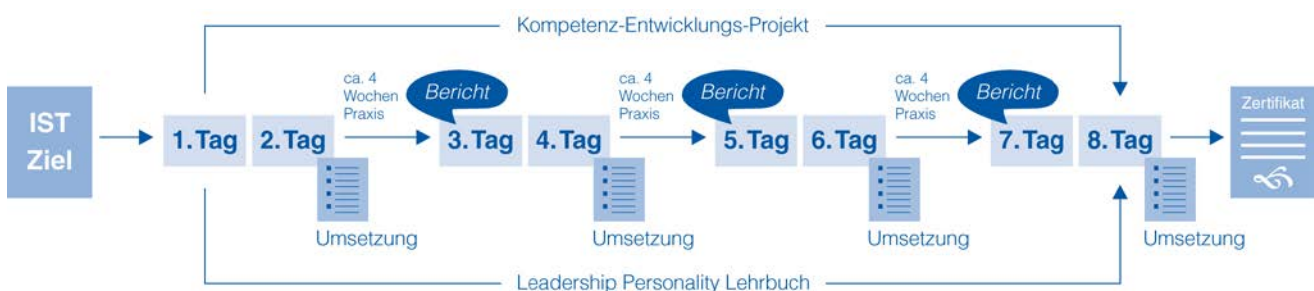 Kompetenz-Entwicklungs-Projekt
IST
Ziel
1. Tag
2. Tag
ca. 4
Wochen
Praxis
Bericht
3. Tag
4. Tag
ca. 4
Wochen
Praxis
Bericht
5. Tag
6. Tag
ca. 4
Wochen
Praxis
Bericht
7. Tag
8. Tag
Zertifikat
Umsetzung
Umsetzung
Umsetzung
Umsetzung
Leadership Personality Lehrbuch